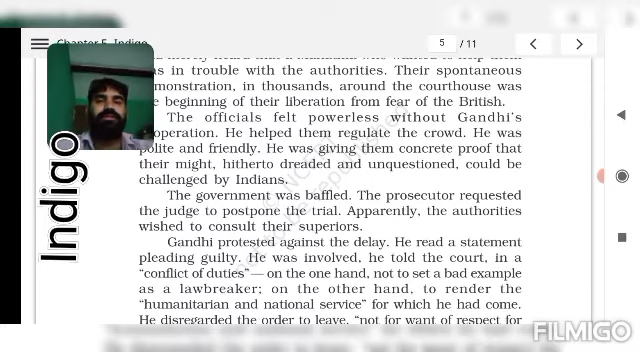 Chapter 5. Indigo
5 / 11
as in trouble with the authorities. Their spontaneous
monstration, in thousands, around the courthouse was
e beginning of their liberation from fear of the British.
The officials felt powerless without Gandhi's
operation. He helped them regulate the crowd. He was
polite and friendly. He was giving them concrete proof that
their might, hitherto dreaded and unquestioned, could be
challenged by Indians.
The government was baffled. The prosecutor requested
the judge to postpone the trial. Apparently, the authorities
wished to consult their superiors.
Gandhi protested against the delay. He read a statement
pleading guilty. He was involved, he told the court, in a
“conflict of duties”— on the one hand, not to set a bad example
as a lawbreaker; on the other hand, to render the
“humanitarian and national service” for which he had come.
He disregarded the order to leave, “not for want of respect for
Indigo
FILMIGO